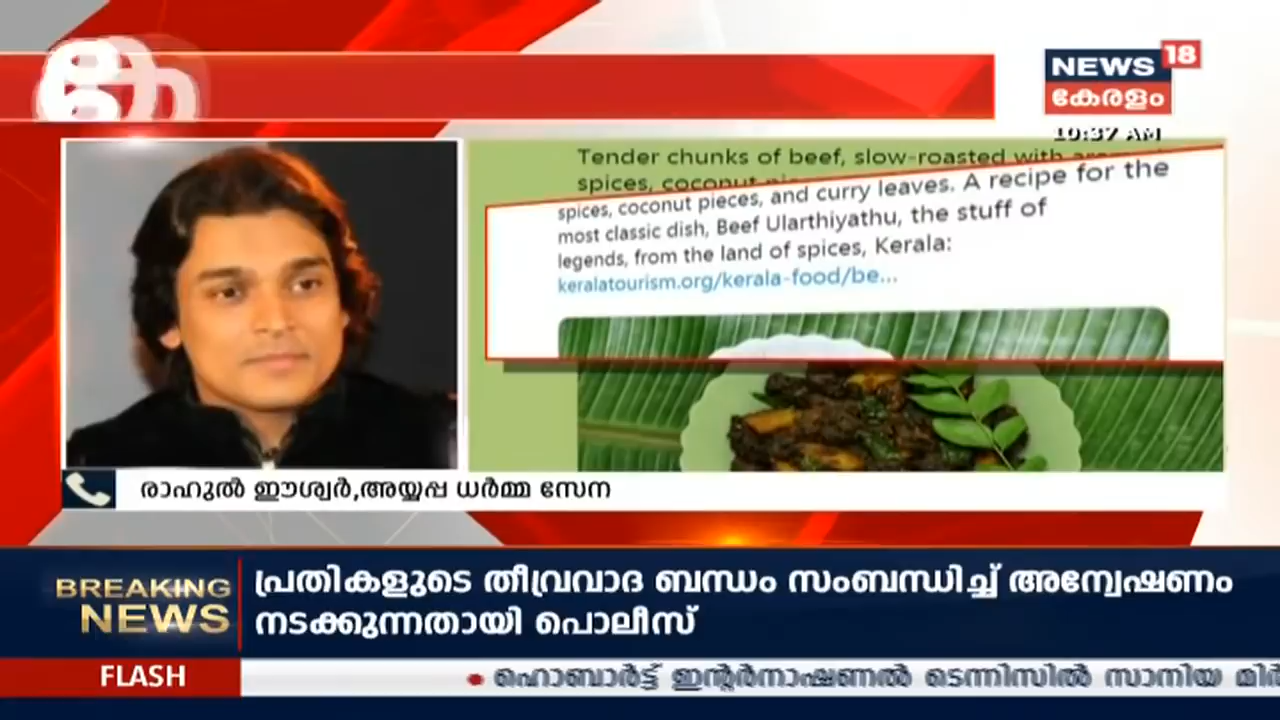 NEWS 18
കേരളം
10:37 AM
Tender chunks of beef, slow-roasted with
spices, coconut
spices, coconut pieces, and curry leaves. A recipe for the
most classic dish, Beef Ularthiyathu, the stuff of
legends, from the land of spices, Kerala:
keralatourism.org/kerala-food/be...
രാഹുൽ ഈശ്വർ,അയ്യപ്പ ധർമ്മ സേന
BREAKING
NEWS
പ്രതികളുടെ തീവ്രവാദ ബന്ധം സംബന്ധിച്ച് അന്വേഷണം
നടക്കുന്നതായി പൊലീസ്
FLASH
• ഹൊബാർട്ട് ഇന്റർനാഷണൽ ടെന്നിസിൽ സാനിയ